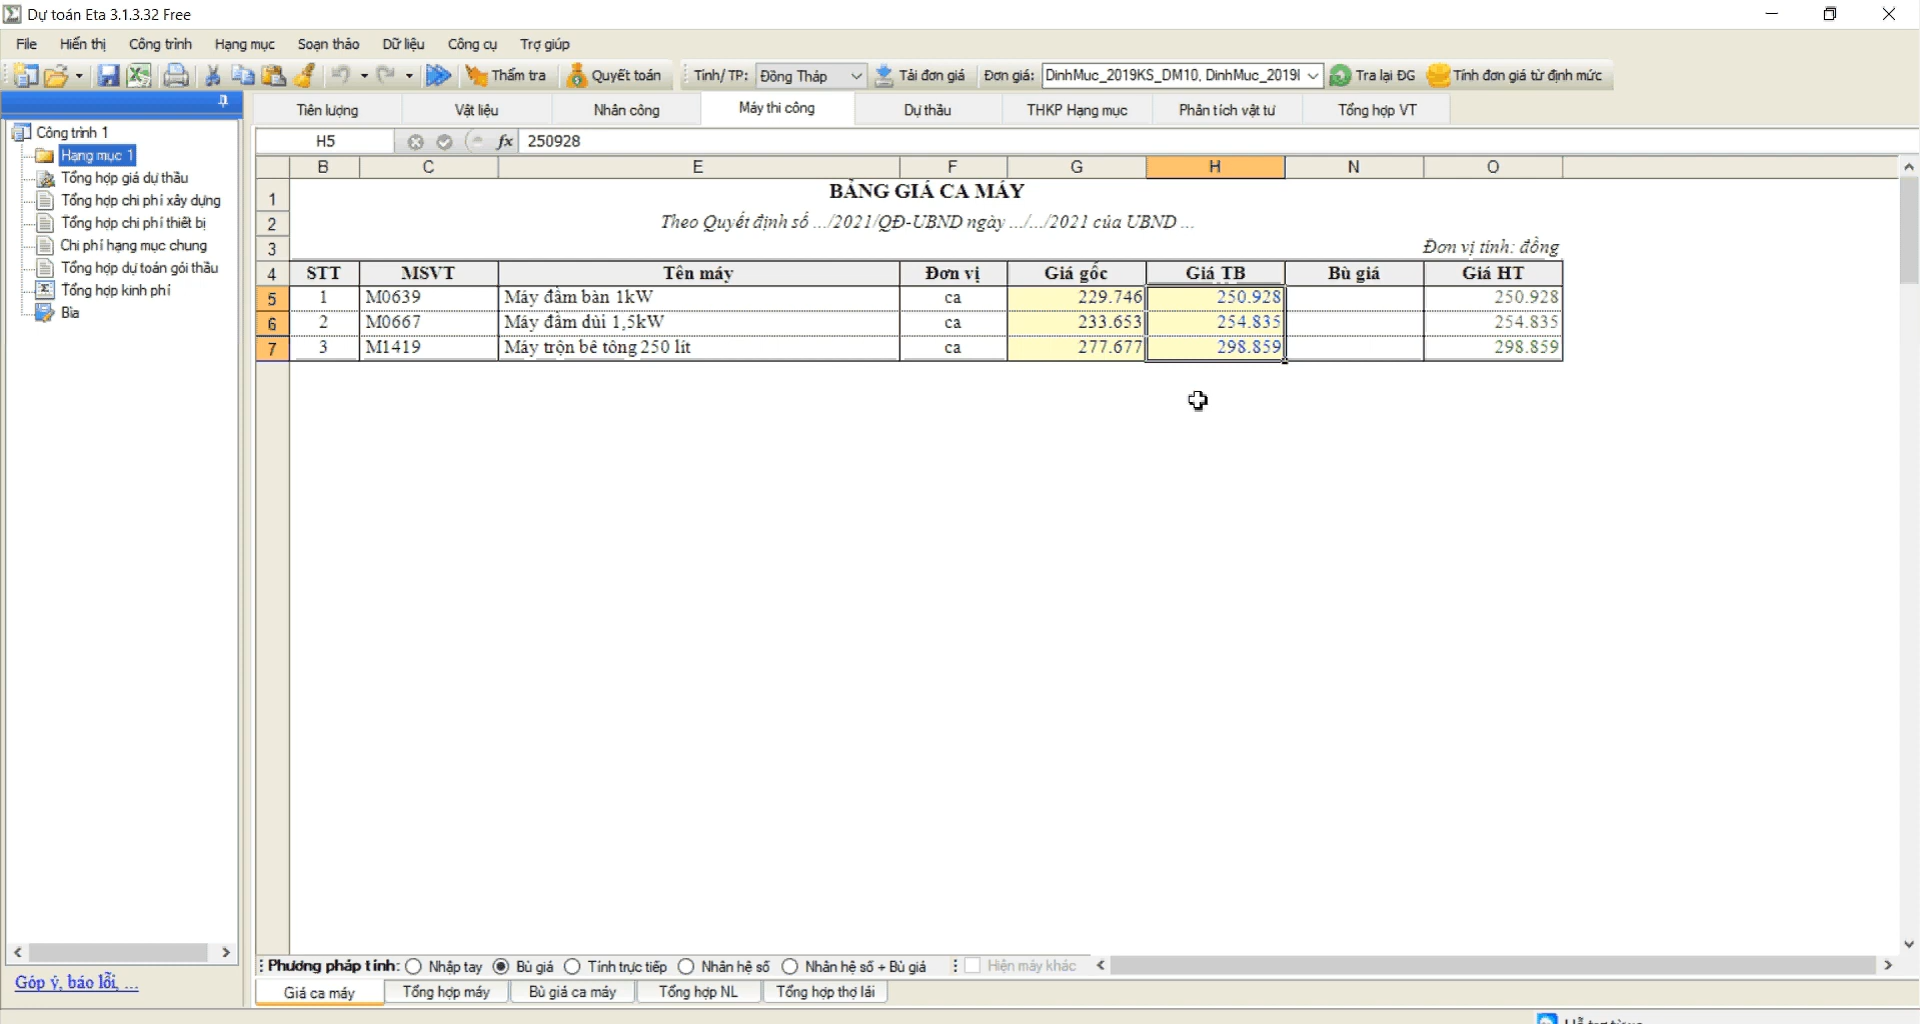 Dự toán Eta 3.1.3.32 Free
File Hiển thị Công trình Hạng mục Soạn thảo Dữ liệu Công cụ Trợ giúp
Thẩm tra Quyết toán Tỉnh/ TP: Đồng Tháp Tải đơn giá Đơn giá: DinhMuc_2019KS_DM10, DinhMuc_2019I Tra lại ĐG Tính đơn giá từ định mức
Tiên lượng Vật liệu Nhân công Máy thi công Dự thầu THKP Hạng mục Phân tích vật tư Tổng hợp VT
Công trình 1
Hạng mục 1
Tổng hợp giá dự thầu
Tổng hợp chi phí xây dựng
Tổng hợp chi phí thiết bị
Chi phí hạng mục chung
Tổng hợp dự toán gói thầu
Tổng hợp kinh phí
Bìa
Góp ý, báo lỗi, ...
H5 fx 250928
B C E F G H N O
1 BẢNG GIÁ CA MÁY
2 Theo Quyết định số .../2021/QĐ-UBND ngày .../.../2021 của UBND ...
3 Đơn vị tính: đồng
4 STT MSVT Tên máy Đơn vị Giá gốc Giá TB Bù giá Giá HT
5 1 M0639 Máy đầm bàn 1kW ca 229.746 250.928 250.928
6 2 M0667 Máy đầm dùi 1,5kW ca 233.653 254.835 254.835
7 3 M1419 Máy trộn bê tông 250 lít ca 277.677 298.859 298.859
Phương pháp tính: Nhập tay Bù giá Tính trực tiếp Nhân hệ số Nhân hệ số + Bù giá Hiện máy khác
Giá ca máy Tổng hợp máy Bù giá ca máy Tổng hợp NL Tổng hợp thợ lái